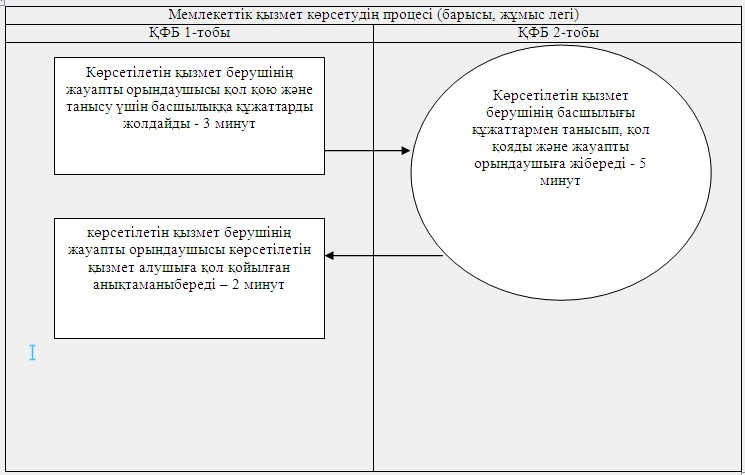 Мемлекеттік қызмет көрсетудің процесі (барысы, жұмыс легі)
ҚФБ 1-тобы
ҚФБ 2-тобы
Көрсетілетін қызмет берушінің
жауапты орындаушысы қол қою және
танысу үшін басшылыққа құжаттарды
жолдайды - 3 минут
Көрсетілетін қызмет
берушінің басшылығы
құжаттармен танысып, қол
қояды және жауапты
орындаушыға жібереді - 5
минут
көрсетілетін қызмет берушінің
жауапты орындаушысы көрсетілетін
қызмет алушыға қол қойылған
анықтаманыбереді – 2 минут